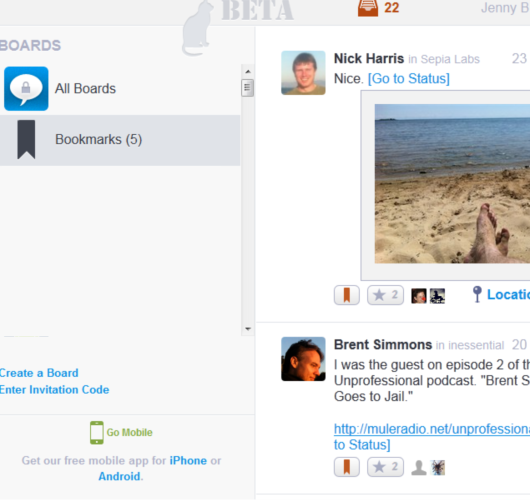 BETA
22
Jenny B
BOARDS
All Boards
Bookmarks (5)
Create a Board
Enter Invitation Code
Go Mobile
Get our free mobile app for iPhone or
Android.
Nick Harris in Sepia Labs 23
Nice. [Go to Status]
2
Locatio
Brent Simmons in inessential 20
I was the guest on episode 2 of th
Unprofessional podcast. "Brent S
Goes to Jail."
http://muleradio.net/unprofessiona
to Status]
2